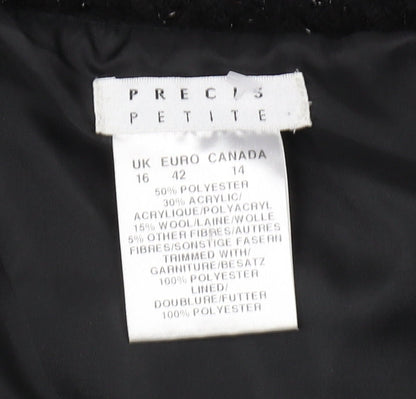 PRECIS
PETITE
UK EURO CANADA
16 42 14
50% POLYESTER
30% ACRYLIC/
ACRYLIQUE/POLYACRYL
15% WOOL/LAINE/WOLLE
5% OTHER FIBRES/AUTRES
FIBRES/SONSTIGE FASERN
TRIMMED WITH/
GARNITURE/BESATZ
100% POLYESTER
LINED/
DOUBLURE/FUTTER
100% POLYESTER